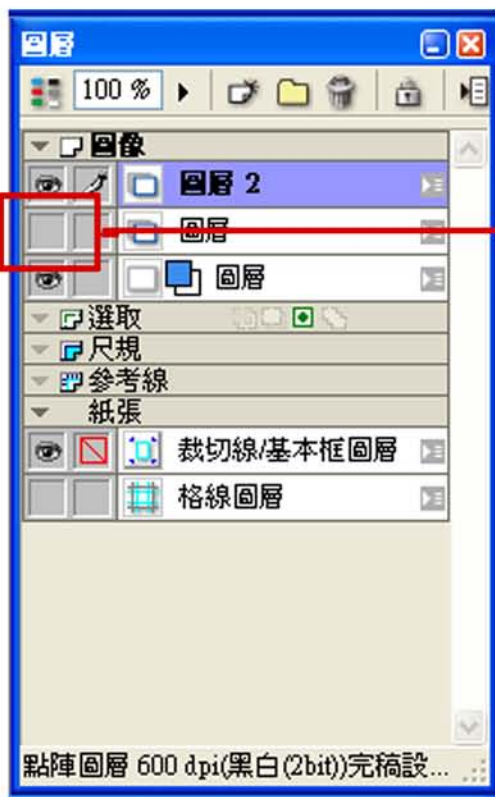 圖層
100 %
圖像
圖層 2
圖層
圖層
選取
尺規
參考線
紙張
裁切線/基本框圖層
格線圖層
點陣圖層 600 dpi(黑白(2bit))完稿設...